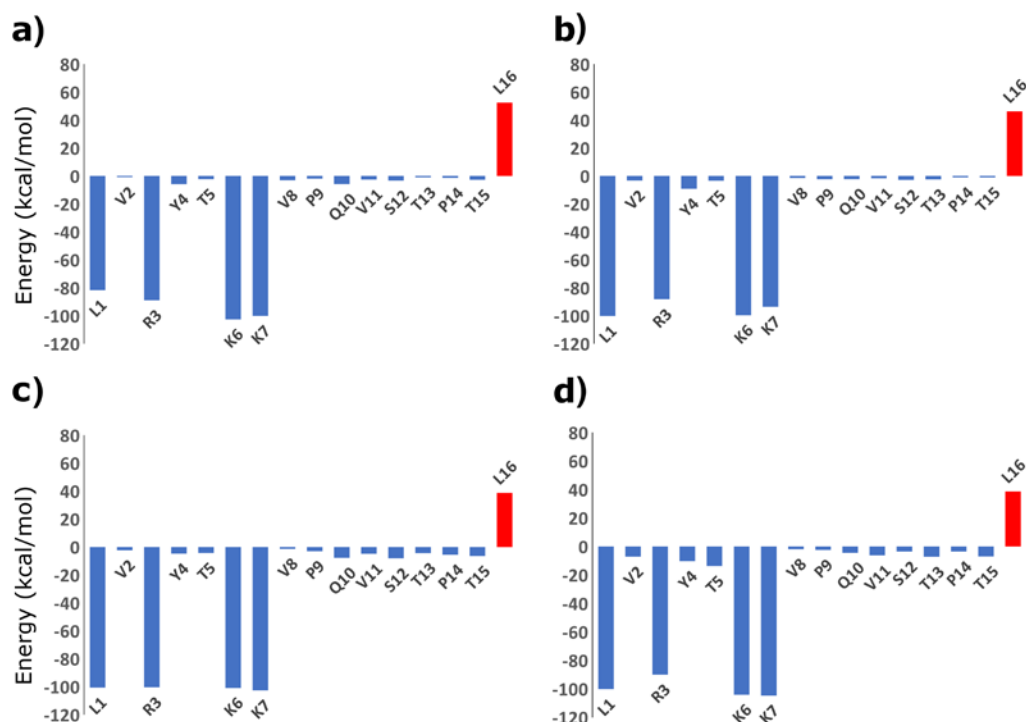 a)
Energy (kcal/mol)
80
60
40
20
0
-20
-40
-60
-80
-100
-120
L1
V2
R3
Y4
T5
K6
K7
V8
P9
Q10
V11
S12
T13
P14
T15
L16
b)
80
60
40
20
0
-20
-40
-60
-80
-100
-120
L1
V2
R3
Y4
T5
K6
K7
V8
P9
Q10
V11
S12
T13
P14
T15
L16
c)
Energy (kcal/mol)
80
60
40
20
0
-20
-40
-60
-80
-100
-120
L1
V2
R3
Y4
T5
K6
K7
V8
P9
Q10
V11
S12
T13
P14
T15
L16
d)
80
60
40
20
0
-20
-40
-60
-80
-100
-120
L1
V2
R3
Y4
T5
K6
K7
V8
P9
Q10
V11
S12
T13
P14
T15
L16